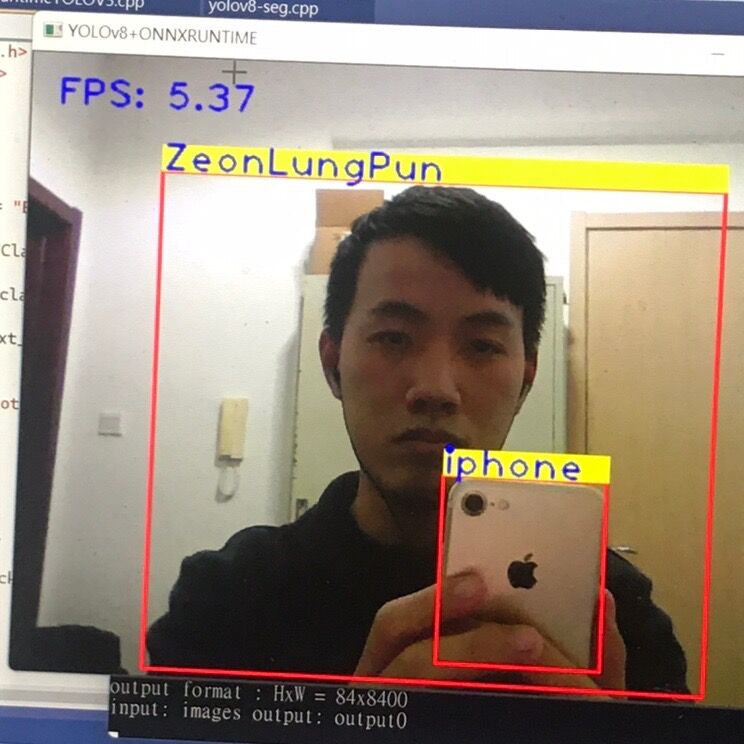 yolov8-seg.cpp
.h>
YOLOv8+ONNXRUNTIME
FPS: 5.37
ZeonLungPun
iphone
output format : HxW = 84x8400
input: images output: output0